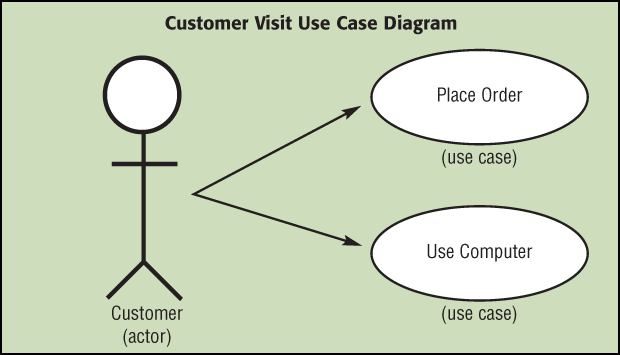 Customer Visit Use Case Diagram
Place Order
(use case)
Use Computer
(use case)
Customer
(actor)